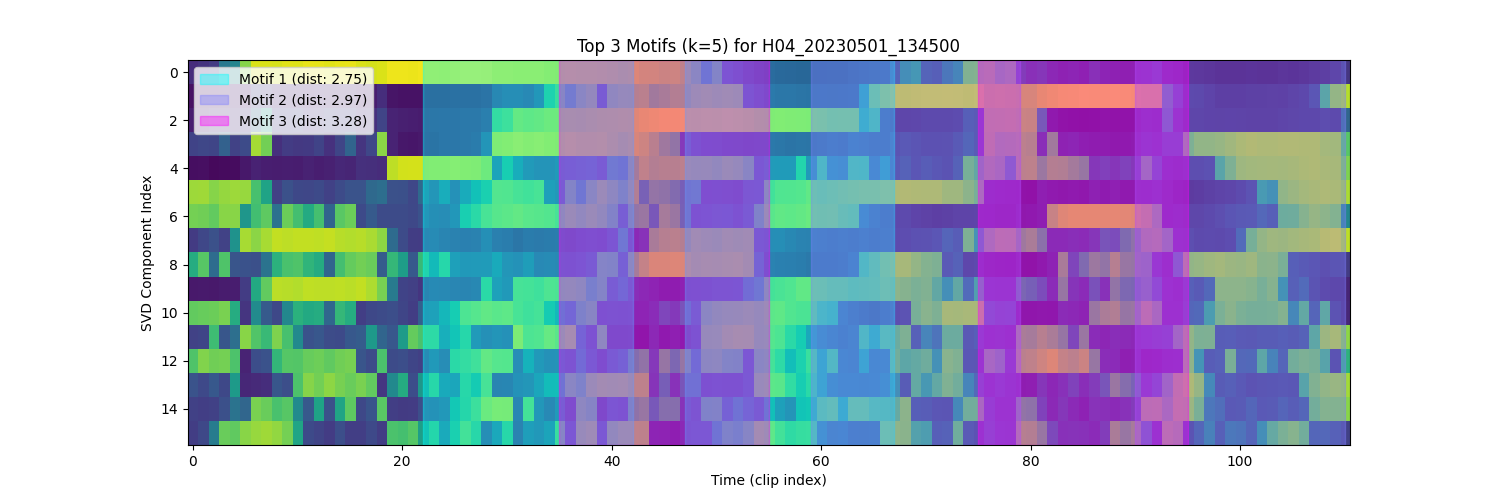 Top 3 Motifs (k=5) for H04_20230501_134500
Motif 1 (dist: 2.75)
Motif 2 (dist: 2.97)
Motif 3 (dist: 3.28)
SVD Component Index
0
2
4
6
8
10
12
14
0 20 40 60 80 100
Time (clip index)